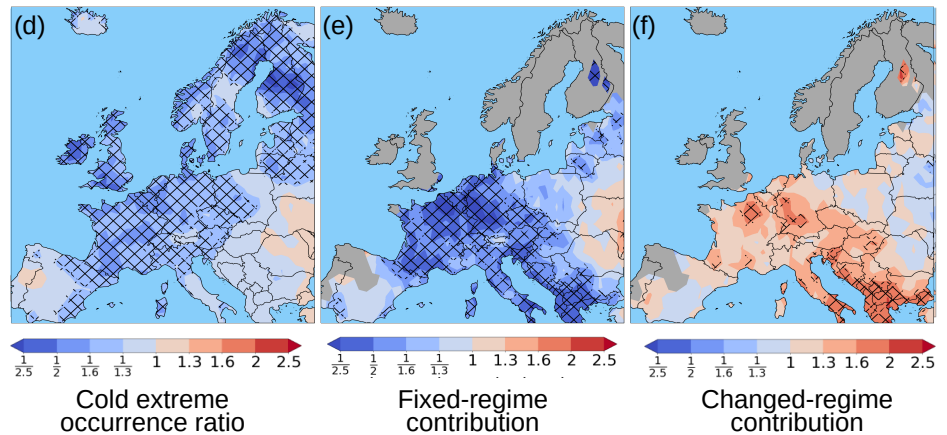 (d) (e) (f)
1/2.5 1/2 1/1.6 1/1.3 1 1.3 1.6 2 2.5
1/2.5 1/2 1/1.6 1/1.3 1 1.3 1.6 2 2.5
1/2.5 1/2 1/1.6 1/1.3 1 1.3 1.6 2 2.5
Cold extreme
occurrence ratio
Fixed-regime
contribution
Changed-regime
contribution